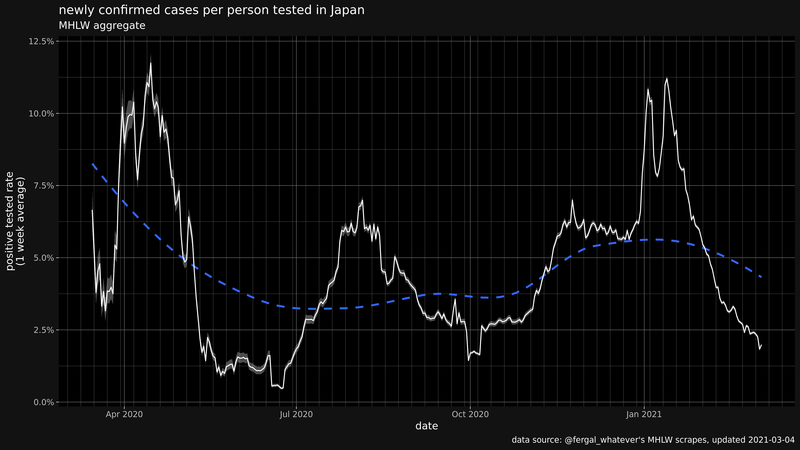 newly confirmed cases per person tested in Japan
MHLW aggregate
12.5%
10.0%
7.5%
5.0%
2.5%
0.0%
positive tested rate
(1 week average)
Apr 2020
Jul 2020
Oct 2020
Jan 2021
date
data source: @fergal_whatever's MHLW scrapes, updated 2021-03-04